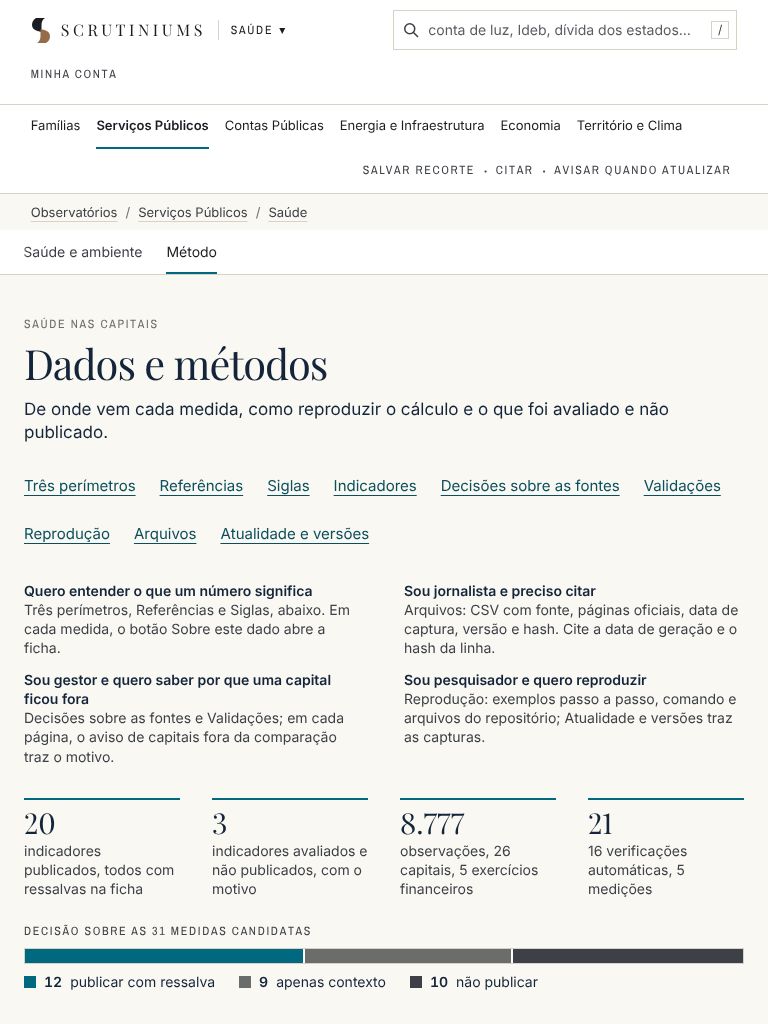 SCRUTINIUMS
SAÚDE ▼
conta de luz, Ideb, dívida dos estados...
/
MINHA CONTA
Famílias Serviços Públicos Contas Públicas Energia e Infraestrutura Economia Território e Clima
SALVAR RECORTE · CITAR · AVISAR QUANDO ATUALIZAR
Observatórios / Serviços Públicos / Saúde
Saúde e ambiente Método
SAÚDE NAS CAPITAIS
Dados e métodos
De onde vem cada medida, como reproduzir o cálculo e o que foi avaliado e não
publicado.
Três perímetros Referências Siglas Indicadores Decisões sobre as fontes Validações
Reprodução Arquivos Atualidade e versões
Quero entender o que um número significa
Três perímetros, Referências e Siglas, abaixo. Em
cada medida, o botão Sobre este dado abre a
ficha.
Sou jornalista e preciso citar
Arquivos: CSV com fonte, páginas oficiais, data de
captura, versão e hash. Cite a data de geração e o
hash da linha.
Sou gestor e quero saber por que uma capital
ficou fora
Decisões sobre as fontes e Validações; em cada
página, o aviso de capitais fora da comparação
traz o motivo.
Sou pesquisador e quero reproduzir
Reprodução: exemplos passo a passo, comando e
arquivos do repositório; Atualidade e versões traz
as capturas.
20
indicadores
publicados, todos com
ressalvas na ficha
3
indicadores avaliados e
não publicados, com o
motivo
8.777
observações, 26
capitais, 5 exercícios
financeiros
21
16 verificações
automáticas, 5
medições
DECISÃO SOBRE AS 31 MEDIDAS CANDIDATAS
12 publicar com ressalva 9 apenas contexto 10 não publicar